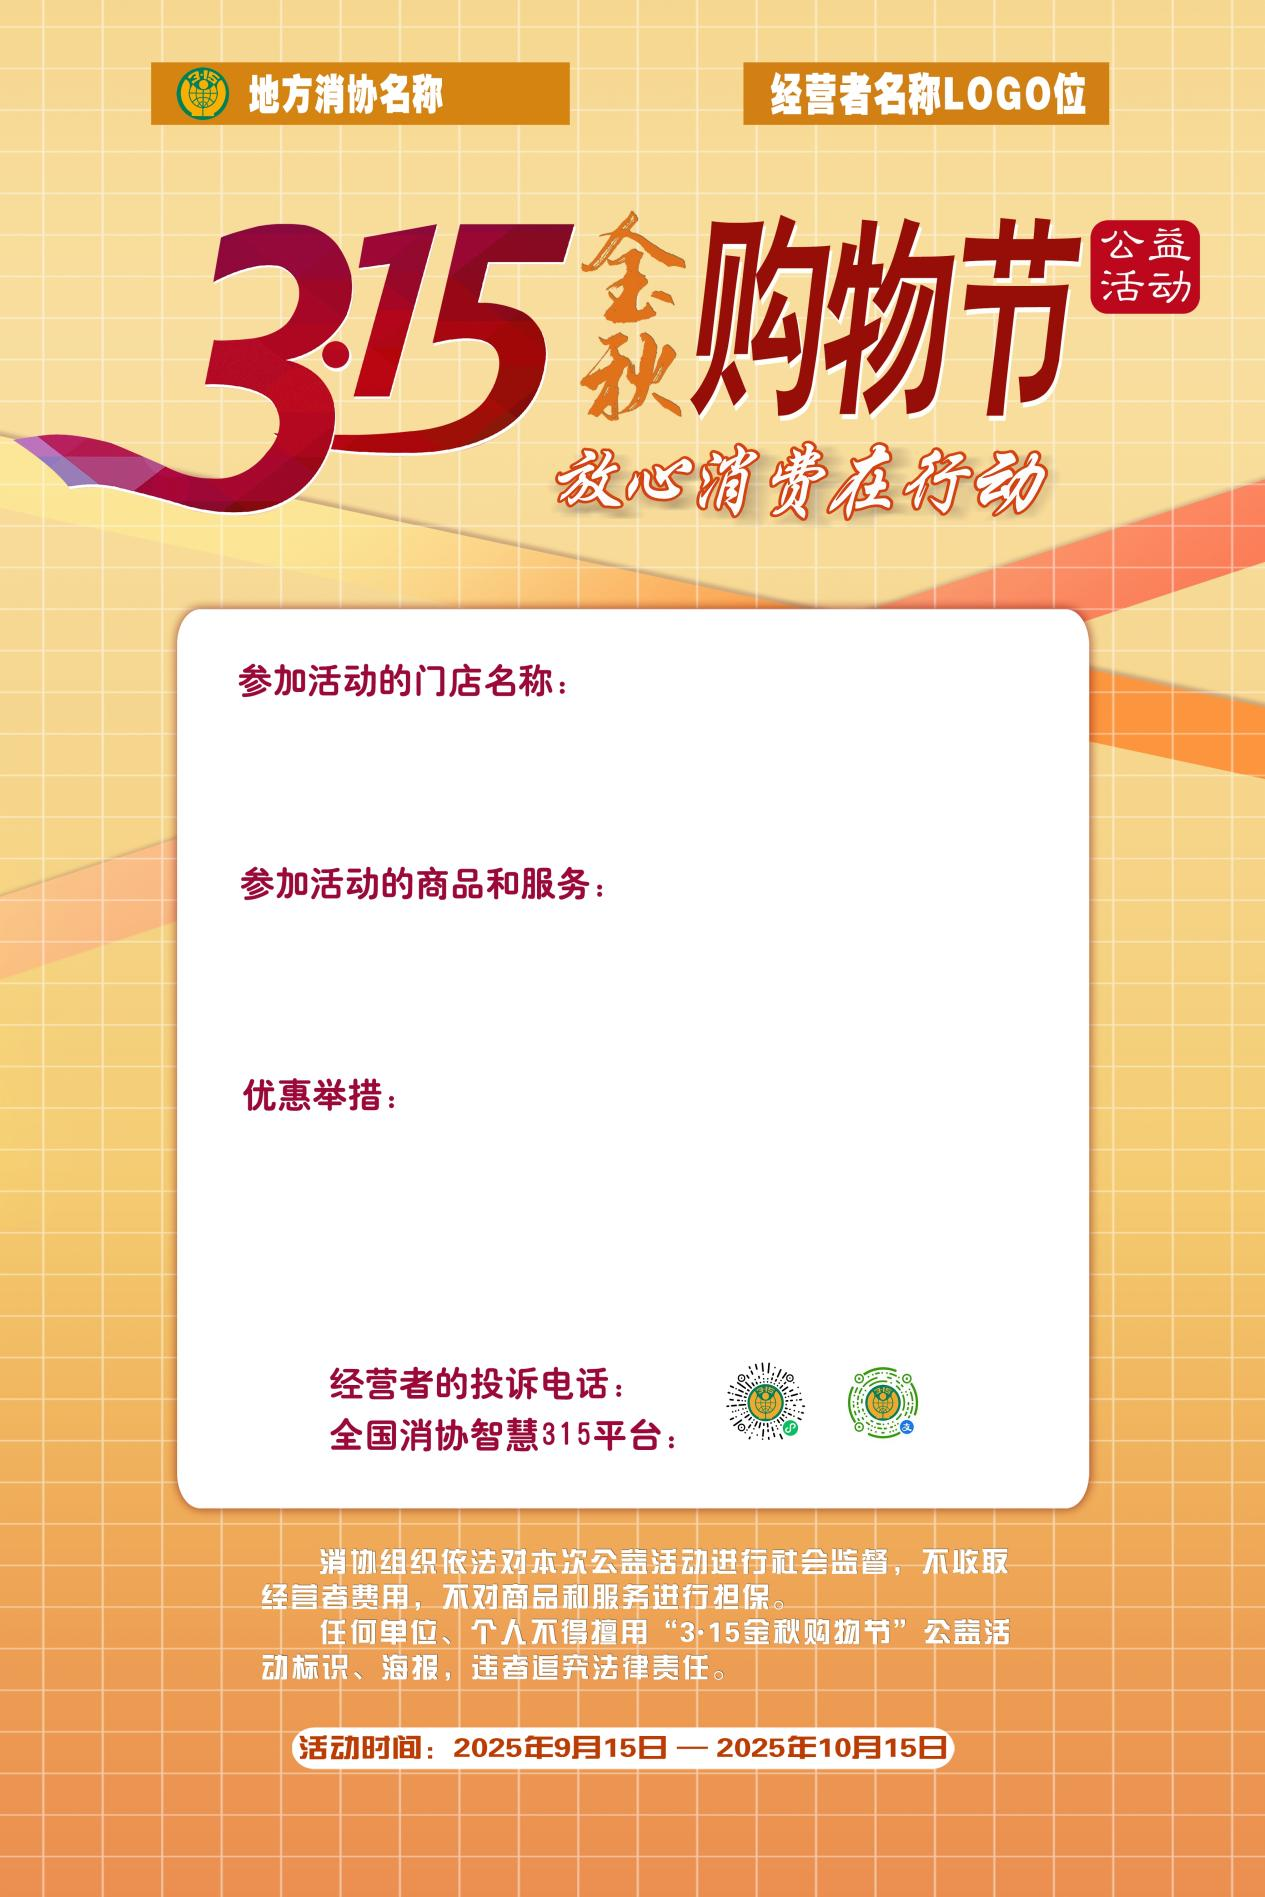 3·15
地方消协名称
经营者名称LOGO位
3·15
金秋
购物节
公益
活动
放心消费在行动
参加活动的门店名称：
参加活动的商品和服务：
优惠举措：
经营者的投诉电话：
全国消协智慧315平台：
消协组织依法对本次公益活动进行社会监督，不收取
经营者费用，不对商品和服务进行担保。
任何单位、个人不得擅用“3·15金秋购物节”公益活
动标识、海报，违者追究法律责任。
活动时间：2025年9月15日 — 2025年10月15日